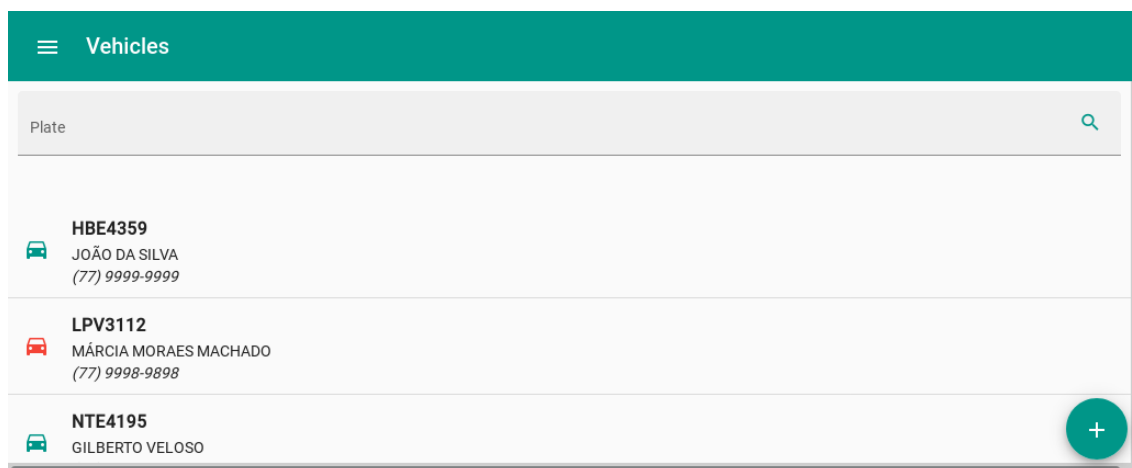 Vehicles
Plate
HBE4359
JOÃO DA SILVA
(77) 9999-9999
LPV3112
MÁRCIA MORAES MACHADO
(77) 9998-9898
NTE4195
GILBERTO VELOSO